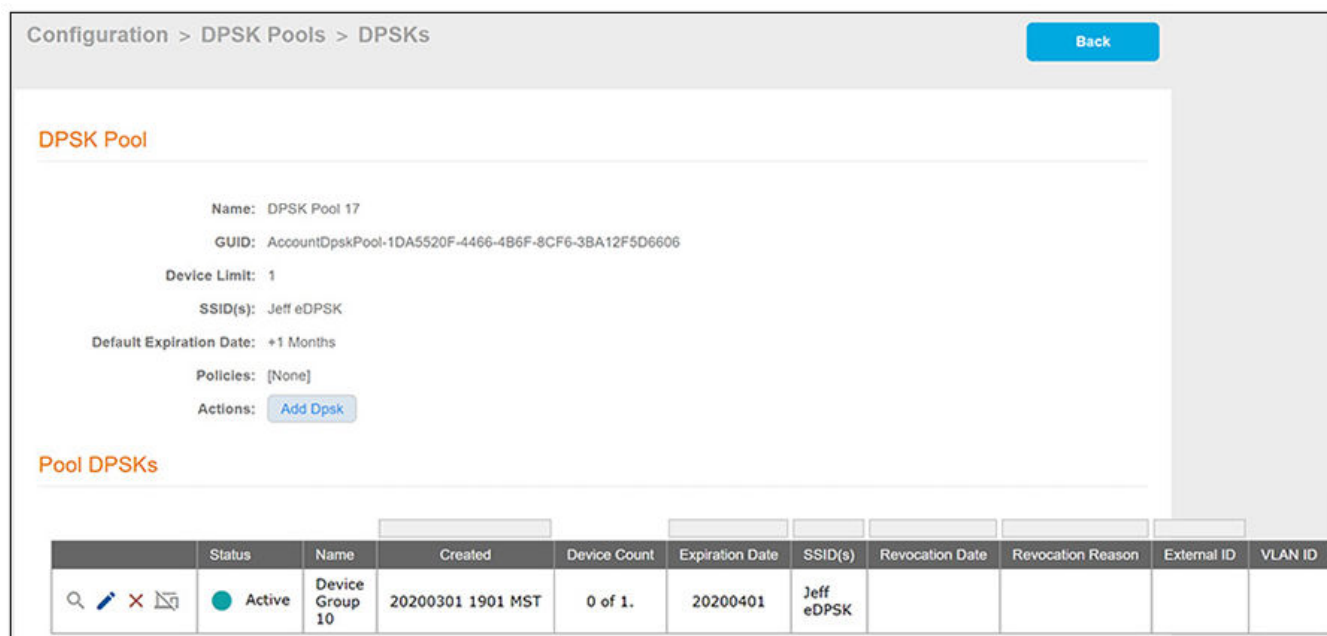 Configuration > DPSK Pools > DPSKs
Back
DPSK Pool
Name: DPSK Pool 17
GUID: AccountDpskPool-1DA5520F-4466-4B6F-8CF6-3BA12F5D6606
Device Limit: 1
SSID(s): Jeff eDPSK
Default Expiration Date: +1 Months
Policies: [None]
Actions: Add Dpsk
Pool DPSKs
Status Name Created Device Count Expiration Date SSID(s) Revocation Date Revocation Reason External ID VLAN ID
Active Device Group 10 20200301 1901 MST 0 of 1. 20200401 Jeff eDPSK